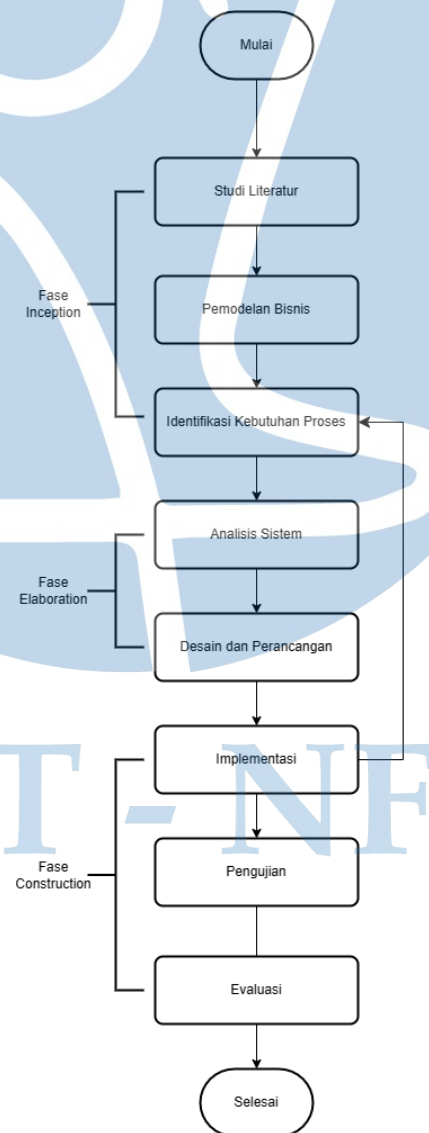 Mulai
Studi Literatur
Fase
Inception
Pemodelan Bisnis
Identifikasi Kebutuhan Proses
Analisis Sistem
Fase
Elaboration
Desain dan Perancangan
Implementasi
T - NF
Fase
Construction
Pengujian
Evaluasi
Selesai